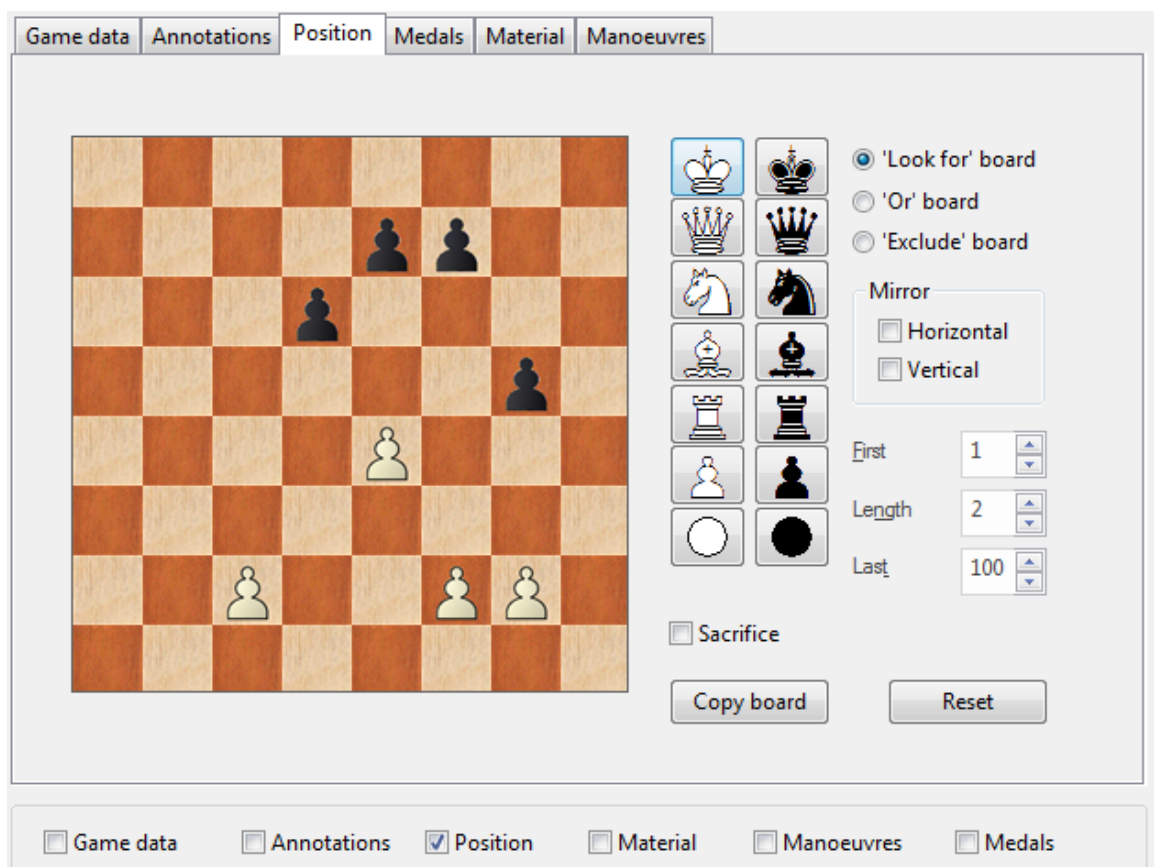 Game data Annotations Position Medals Material Manoeuvres
'Look for' board
'Or' board
'Exclude' board
Mirror
Horizontal
Vertical
First 1
Length 2
Last 100
Sacrifice
Copy board Reset
Game data Annotations Position Material Manoeuvres Medals